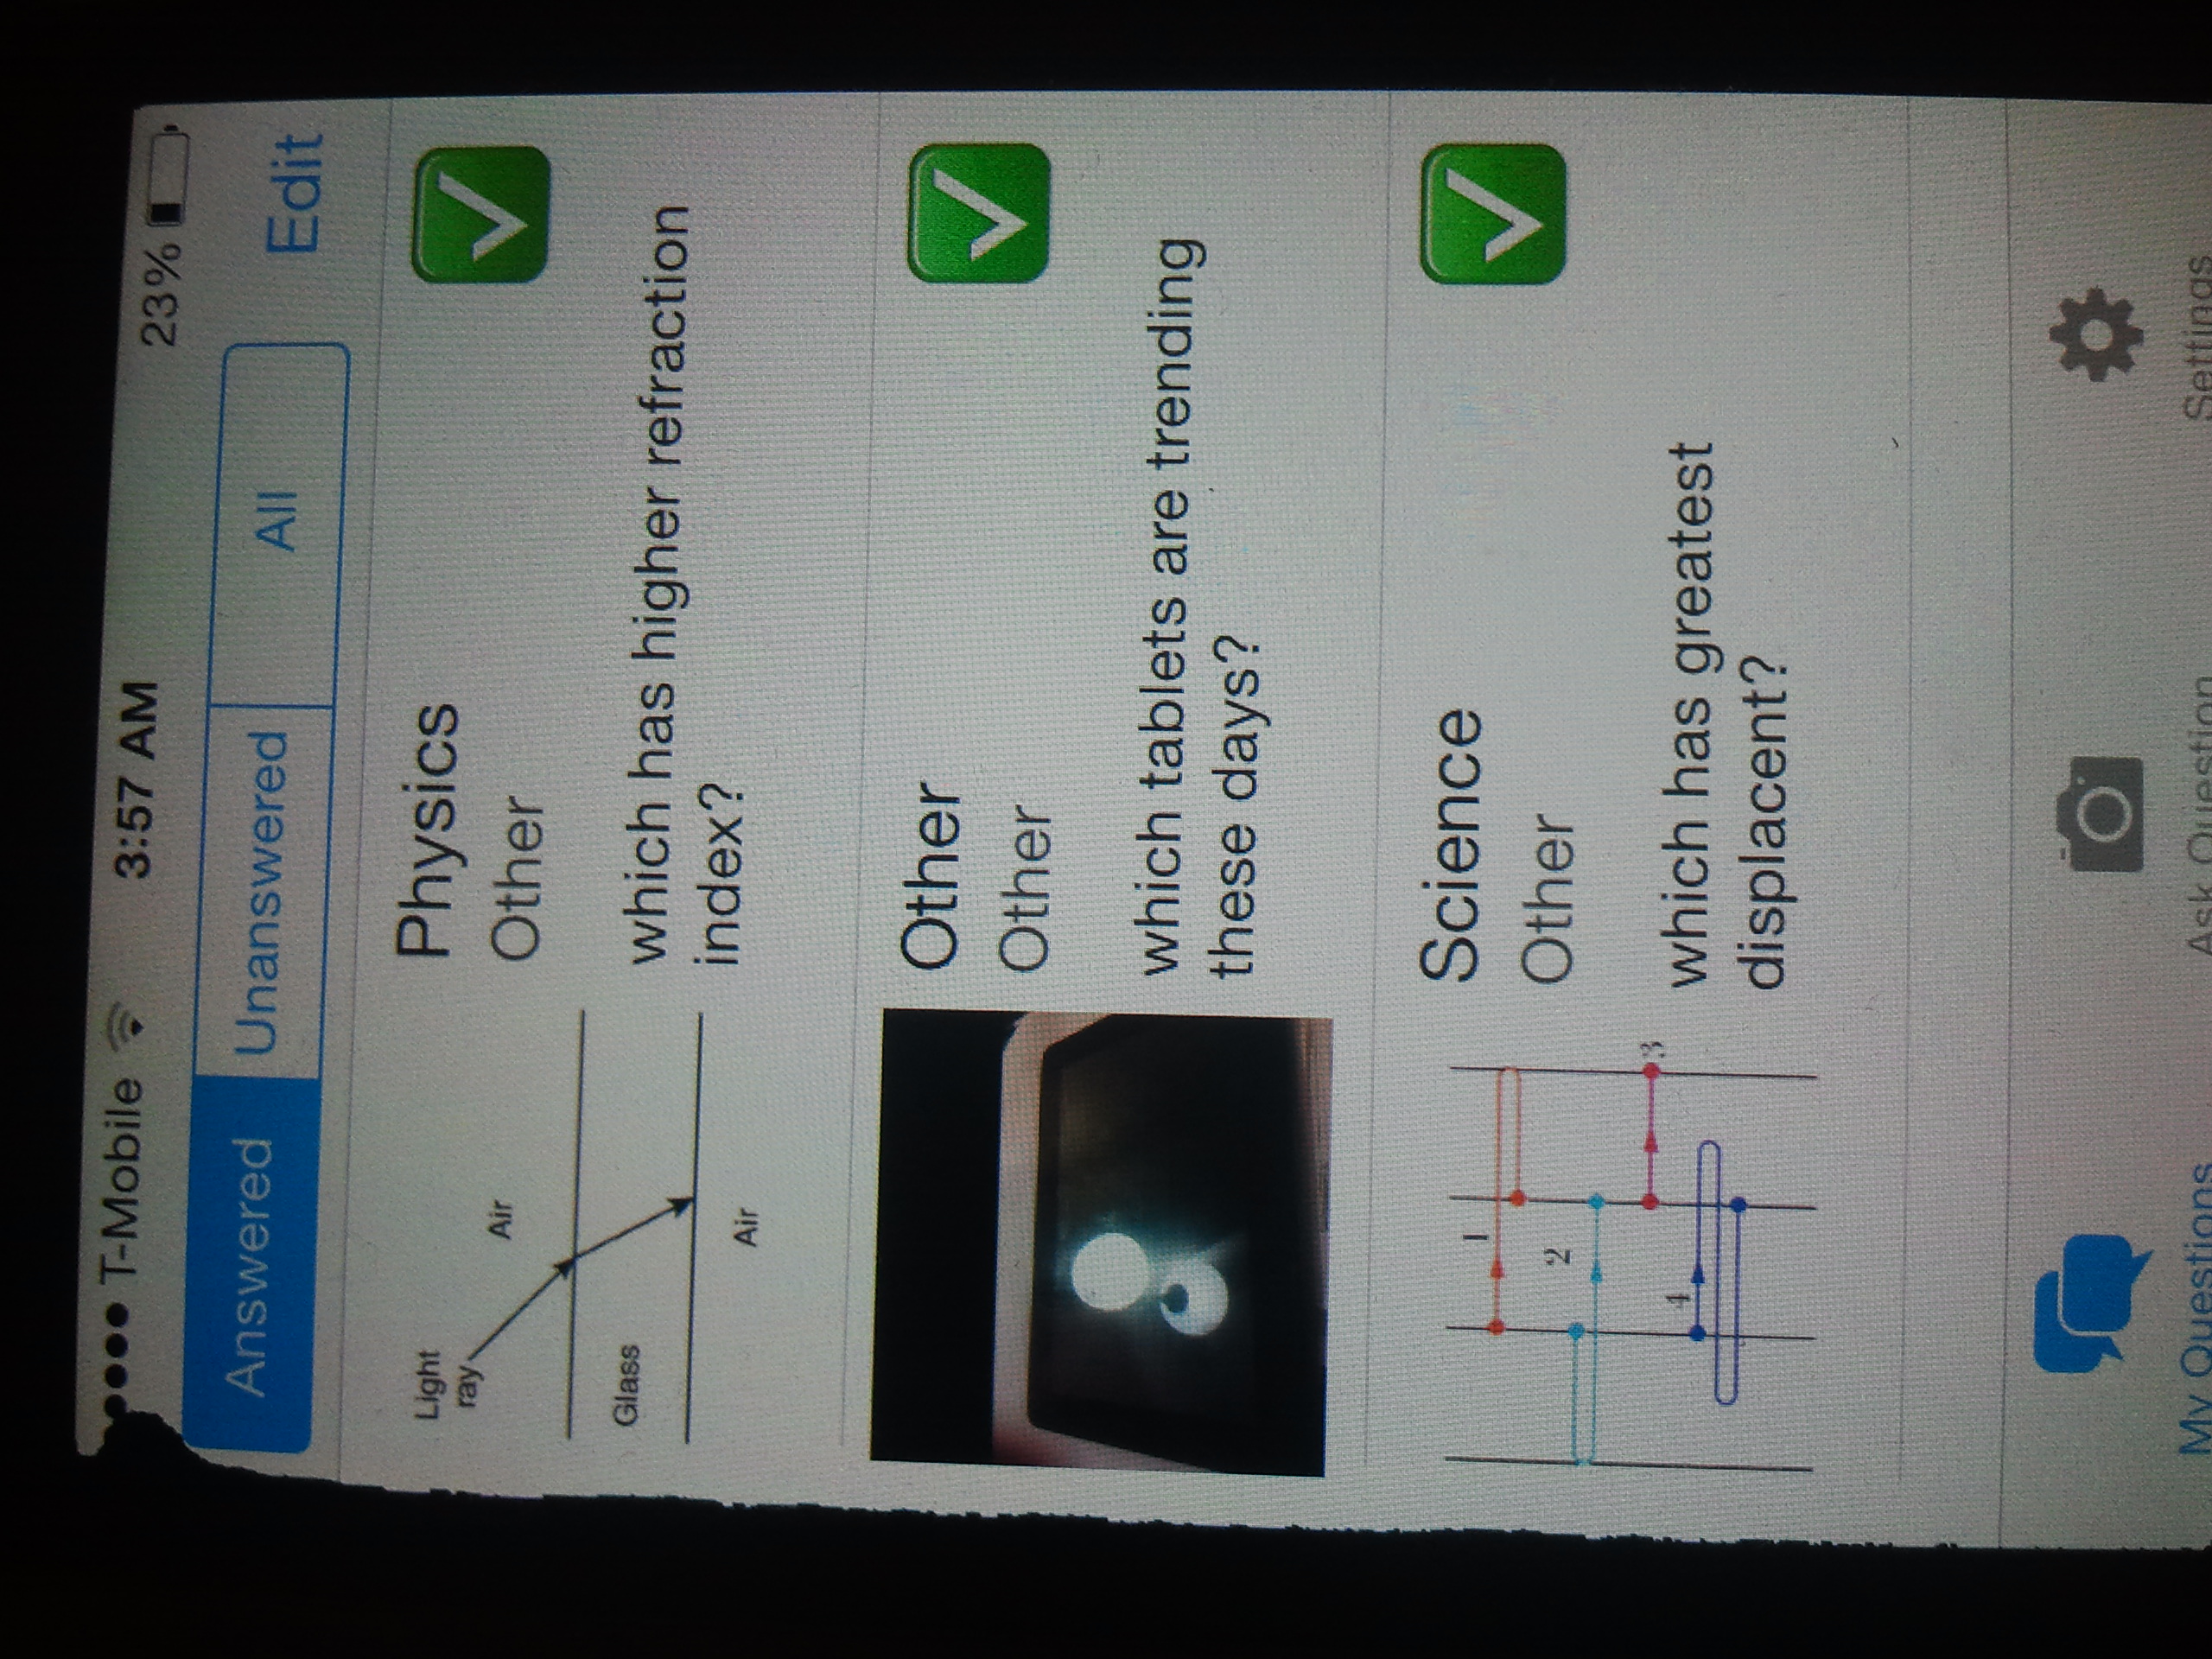 T-Mobile 3:57 AM 23%
Answered Unanswered All Edit
Physics
Other
which has higher refraction
index?
Light
ray
Air
Glass
Air
Other
Other
which tablets are trending
these days?
Science
Other
which has greatest
displacent?
1
2
3
4
My Questions Ask Question Settings